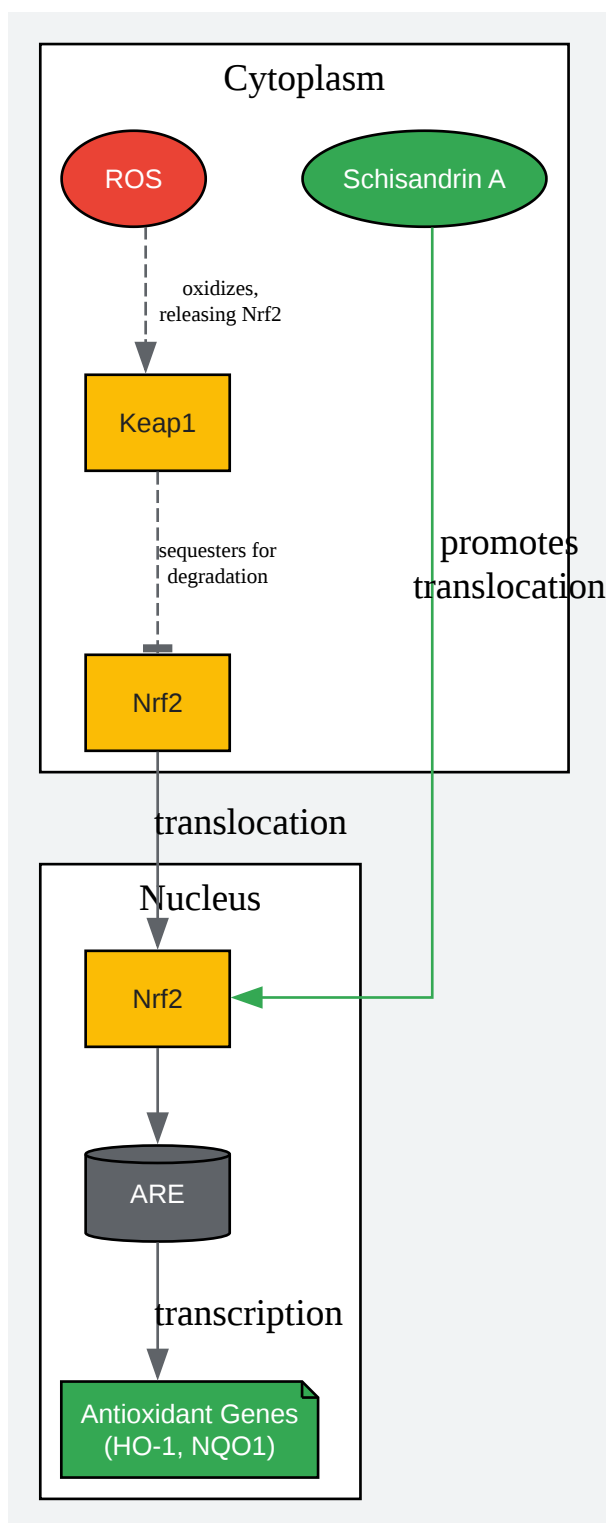 Cytoplasm
ROS
Schisandrin A
oxidizes,
releasing Nrf2
Keap1
sequesters for
degradation
promotes
translocation
Nrf2
translocation
Nucleus
Nrf2
ARE
transcription
Antioxidant Genes
(HO-1, NQO1)